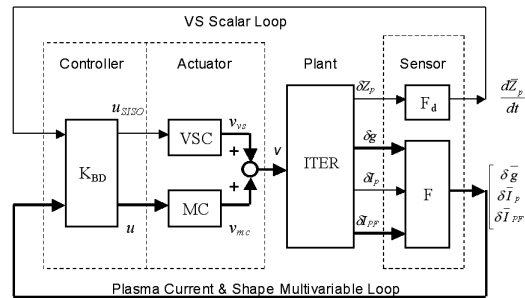 VS Scalar Loop
Controller Actuator Plant Sensor
u_SISO v_vs δZ_p F_d dZ̄_p
dt
VSC
+ v δg
K_BD ITER δI_p F δḡ
δĪ_p
δĪ_PF
+
MC δI_PF
u v_mc
Plasma Current & Shape Multivariable Loop